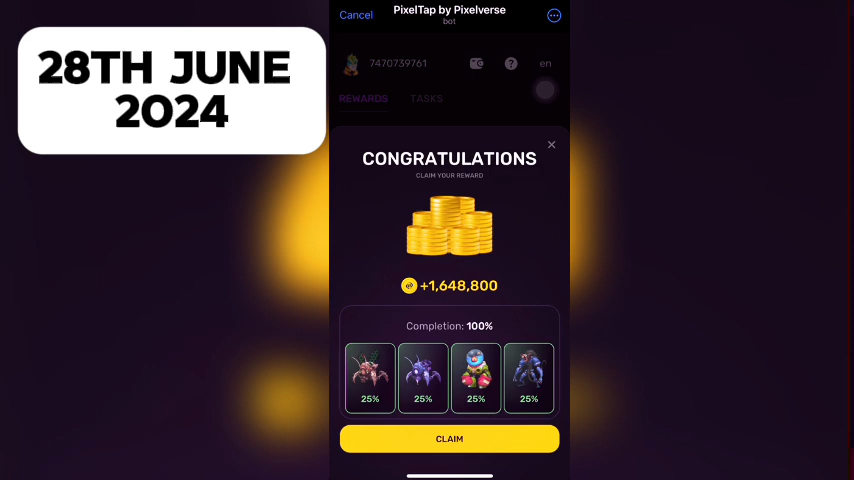 28TH JUNE
2024
Cancel
PixelTap by Pixelverse
bot
7470739761
en
REWARDS
TASKS
CONGRATULATIONS
CLAIM YOUR REWARD
+1,648,800
Completion: 100%
25%
25%
25%
25%
CLAIM